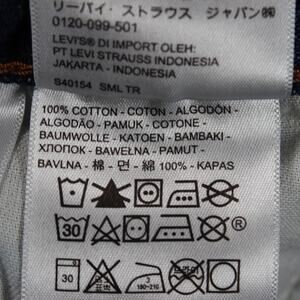 リーバイ・ストラウス ジャパン㈱
0120-099-501
LEVI'S® DI IMPORT OLEH:
PT LEVI STRAUSS INDONESIA
JAKARTA - INDONESIA
S40154 SML TR
100% COTTON - COTON - ALGODÓN -
ALGODÃO - PAMUK - COTONE -
BAUMWOLLE - KATOEN - BAMBAKI -
ХЛОПОК - BAWEŁNA - PAMUT -
BAVLNA - 棉 - 면 - 綿 100% - KAPAS
30
®
30
180-210